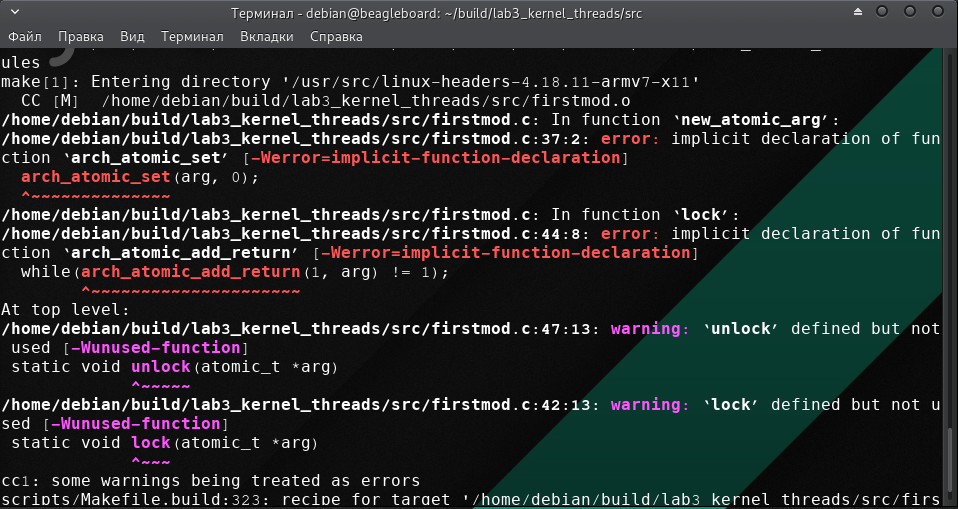 Терминал - debian@beagleboard: ~/build/lab3_kernel_threads/src
Файл Правка Вид Терминал Вкладки Справка
ules
make[1]: Entering directory '/usr/src/linux-headers-4.18.11-armv7-x11'
  CC [M]  /home/debian/build/lab3_kernel_threads/src/firstmod.o
/home/debian/build/lab3_kernel_threads/src/firstmod.c: In function ‘new_atomic_arg’:
/home/debian/build/lab3_kernel_threads/src/firstmod.c:37:2: error: implicit declaration of fun
ction ‘arch_atomic_set’ [-Werror=implicit-function-declaration]
  arch_atomic_set(arg, 0);
  ^~~~~~~~~~~~~~~
/home/debian/build/lab3_kernel_threads/src/firstmod.c: In function ‘lock’:
/home/debian/build/lab3_kernel_threads/src/firstmod.c:44:8: error: implicit declaration of fun
ction ‘arch_atomic_add_return’ [-Werror=implicit-function-declaration]
  while(arch_atomic_add_return(1, arg) != 1);
        ^~~~~~~~~~~~~~~~~~~~~~
At top level:
/home/debian/build/lab3_kernel_threads/src/firstmod.c:47:13: warning: ‘unlock’ defined but not
 used [-Wunused-function]
 static void unlock(atomic_t *arg)
             ^~~~~~
/home/debian/build/lab3_kernel_threads/src/firstmod.c:42:13: warning: ‘lock’ defined but not u
sed [-Wunused-function]
 static void lock(atomic_t *arg)
             ^~~~
cc1: some warnings being treated as errors
scripts/Makefile.build:323: recipe for target '/home/debian/build/lab3_kernel_threads/src/firs